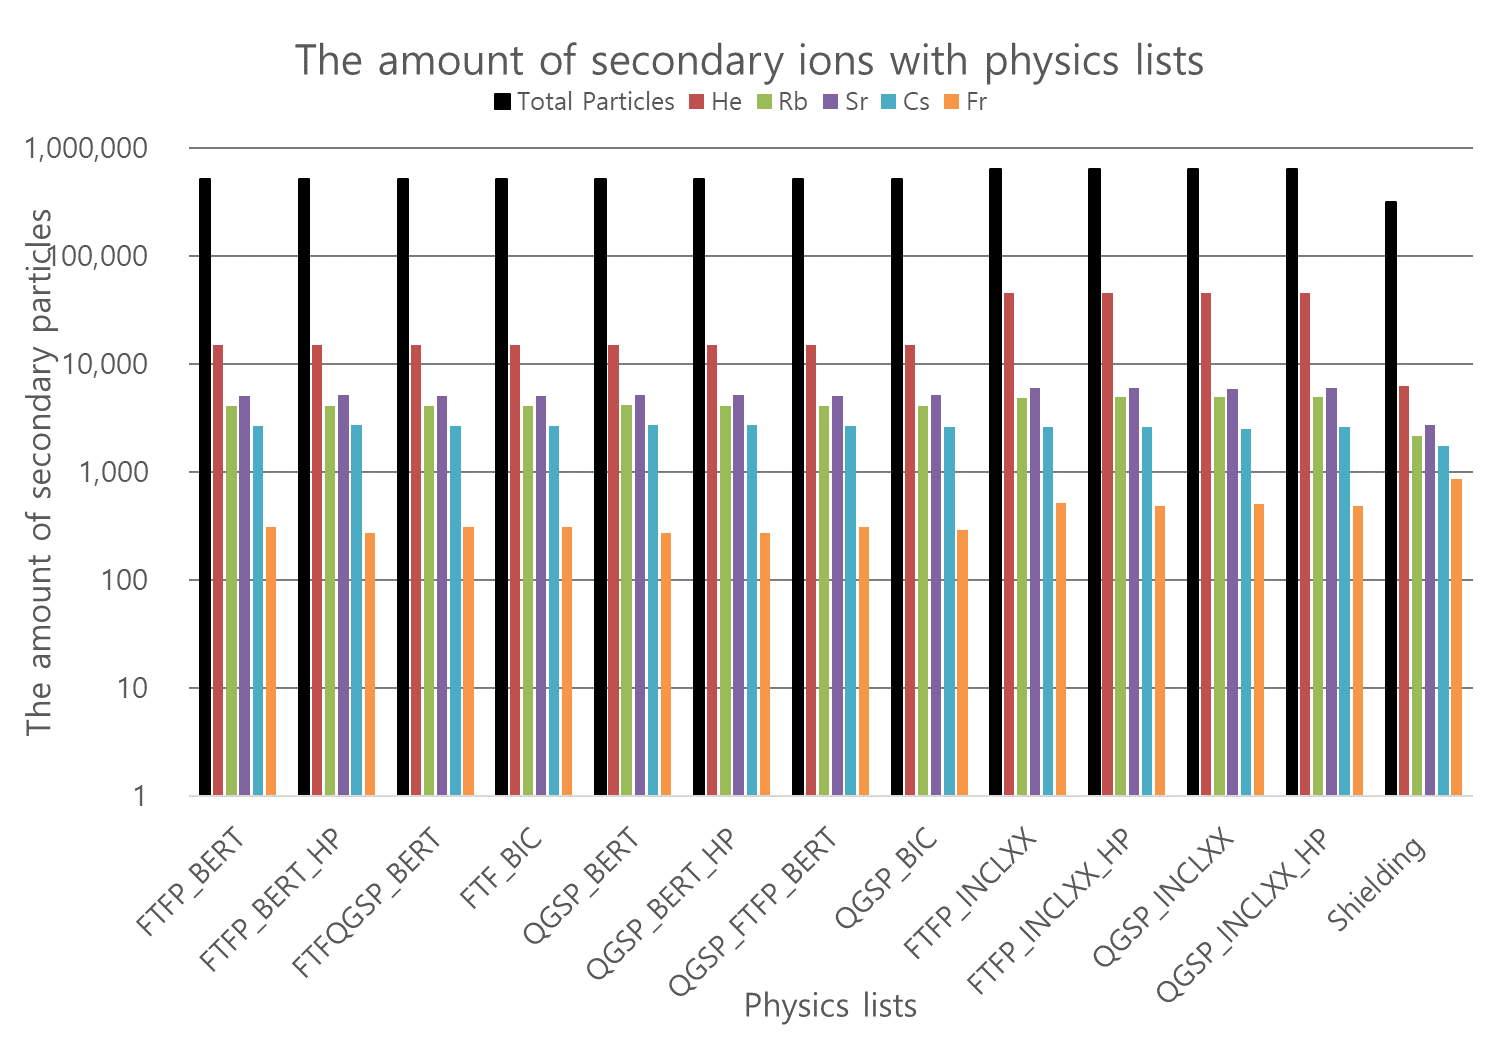 The amount of secondary ions with physics lists
Total Particles He Rb Sr Cs Fr
The amount of secondary particles
1,000,000
100,000
10,000
1,000
100
10
1
FTFP_BERT
FTFP_BERT_HP
FTFQGSP_BERT
FTF_BIC
QGSP_BERT
QGSP_BERT_HP
QGSP_FTFP_BERT
QGSP_BIC
FTFP_INCLXX
FTFP_INCLXX_HP
QGSP_INCLXX
QGSP_INCLXX_HP
Shielding
Physics lists